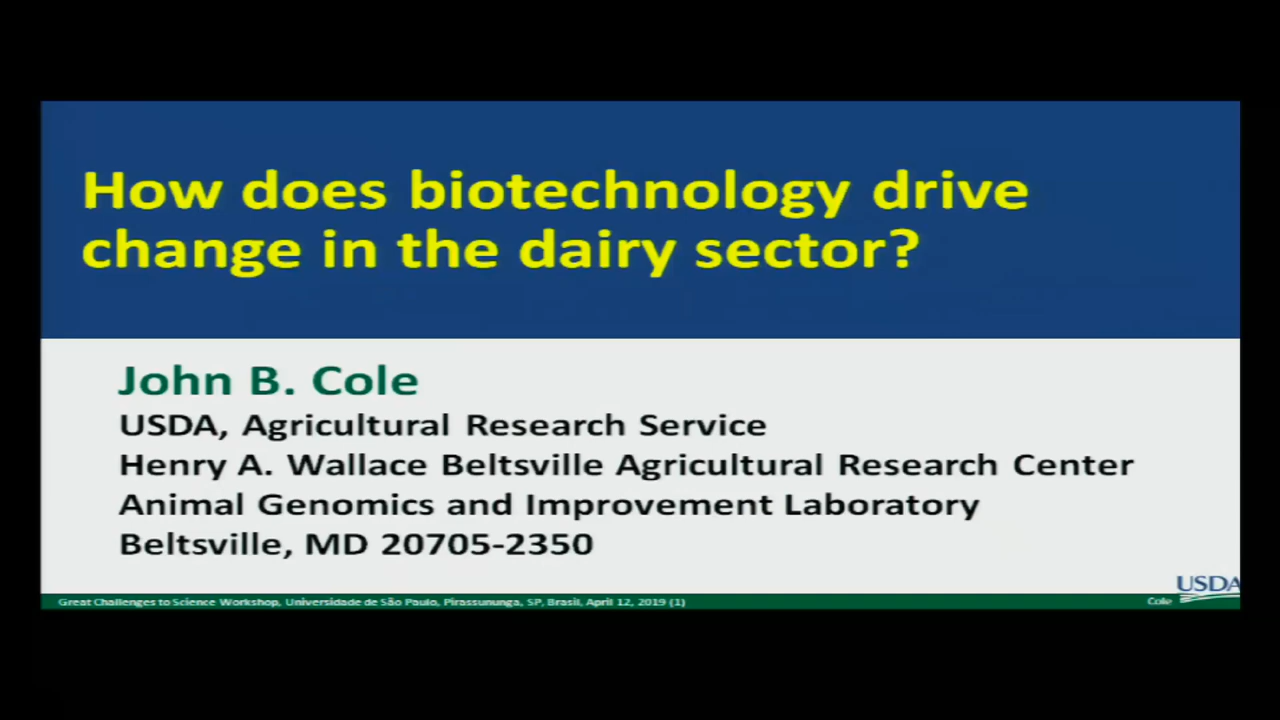 How does biotechnology drive
change in the dairy sector?
John B. Cole
USDA, Agricultural Research Service
Henry A. Wallace Beltsville Agricultural Research Center
Animal Genomics and Improvement Laboratory
Beltsville, MD 20705-2350
USDA
Great Challenges to Science Workshop, Universidade de São Paulo, Pirassununga, SP, Brasil, April 12, 2019 (1)
Cole